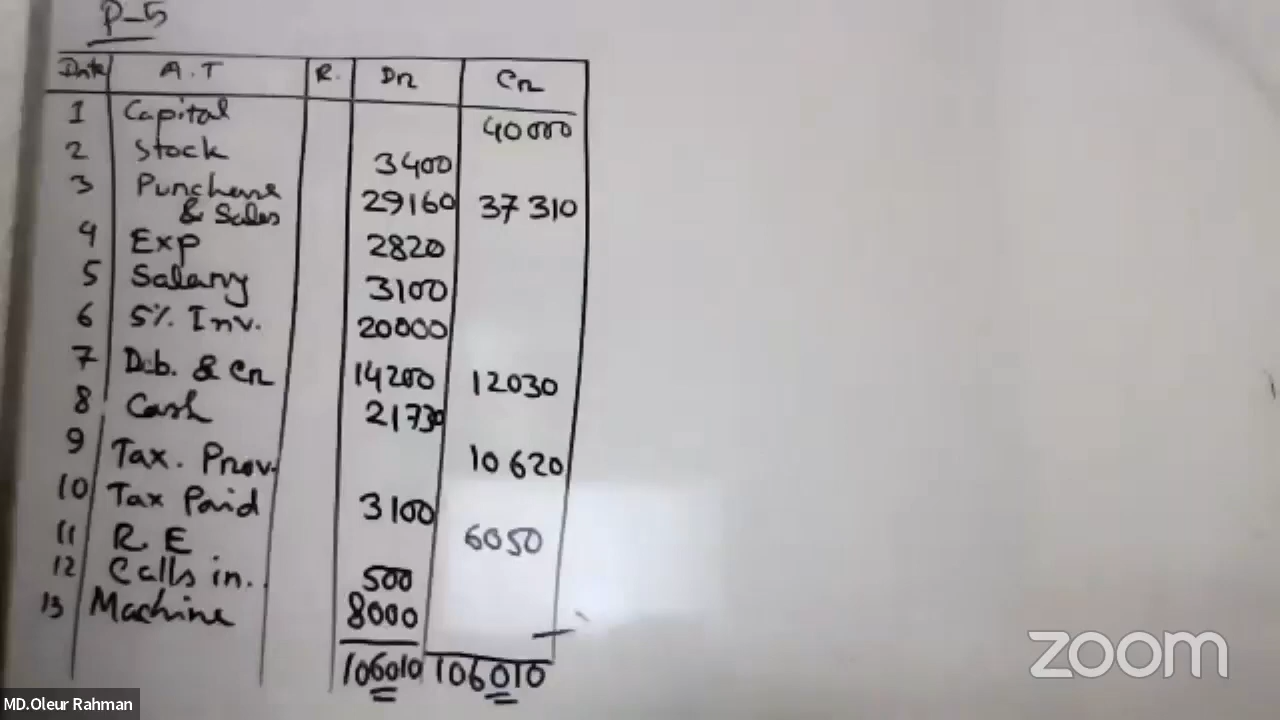 P-5
Date A.T R. Dr Cr
1 Capital 40000
2 Stock 3400
3 Purchase
& Sales 29160 37310
4 Exp 2820
5 Salary 3100
6 5% Inv. 20000
7 Deb. & Cr 14200 12030
8 Cash 21730
9 Tax. Prov. 10620
10 Tax Paid 3100
11 R E 6050
12 Calls in. 500
13 Machine 8000
106010 106010
zoom
MD.Oleur Rahman